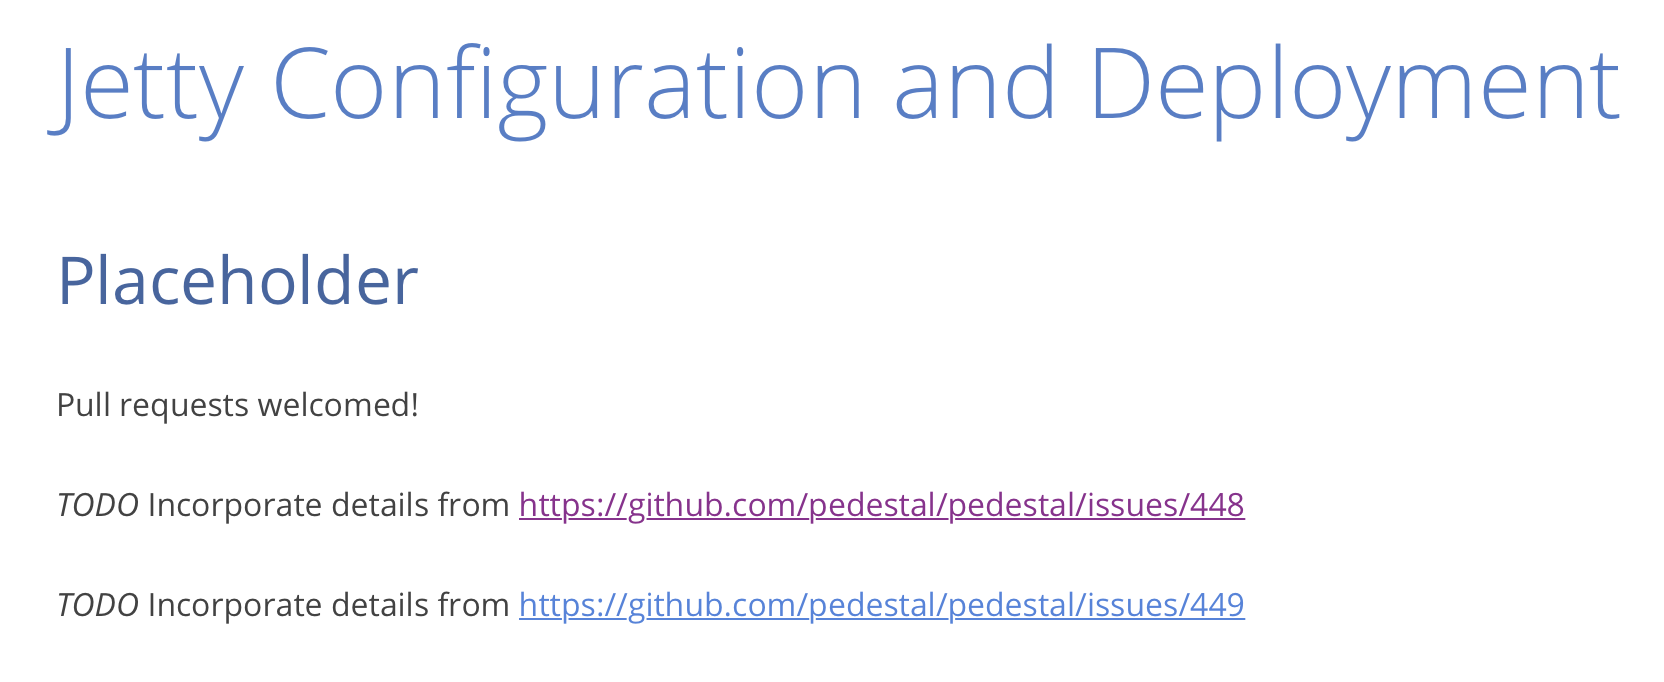 Jetty Configuration and Deployment
Placeholder
Pull requests welcomed!
TODO Incorporate details from https://github.com/pedestal/pedestal/issues/448
TODO Incorporate details from https://github.com/pedestal/pedestal/issues/449